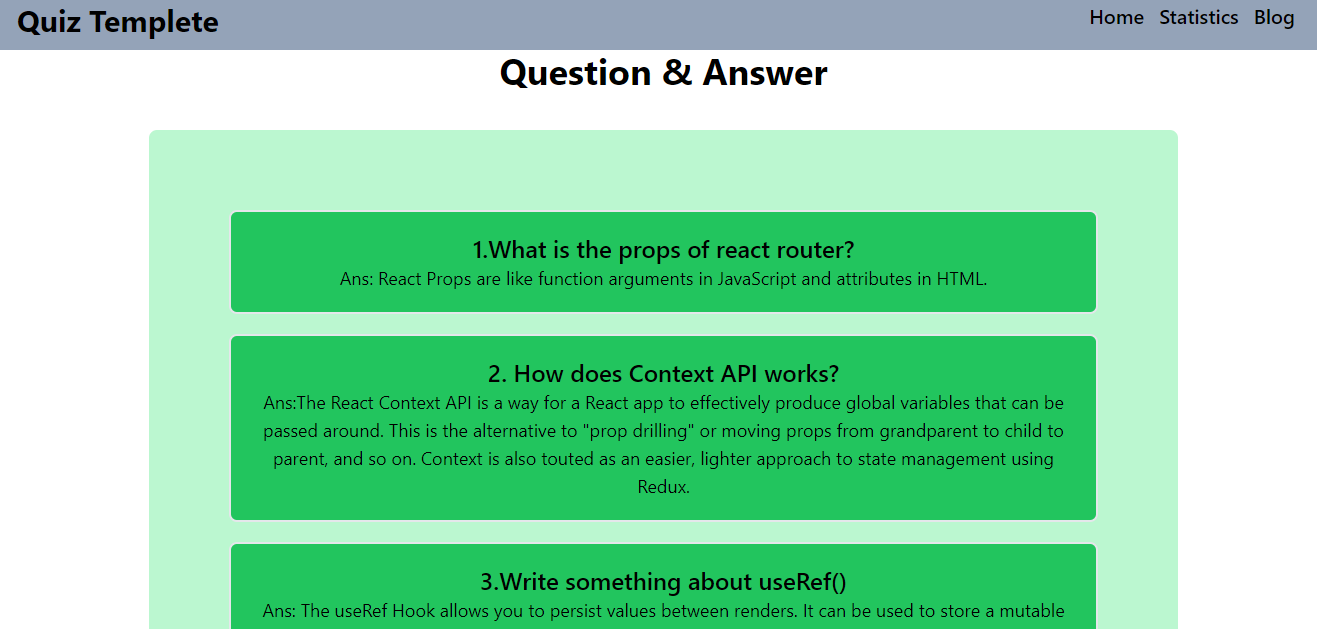 Quiz Templete
Home Statistics Blog
Question & Answer
1.What is the props of react router?
Ans: React Props are like function arguments in JavaScript and attributes in HTML.
2. How does Context API works?
Ans:The React Context API is a way for a React app to effectively produce global variables that can be
passed around. This is the alternative to "prop drilling" or moving props from grandparent to child to
parent, and so on. Context is also touted as an easier, lighter approach to state management using
Redux.
3.Write something about useRef()
Ans: The useRef Hook allows you to persist values between renders. It can be used to store a mutable